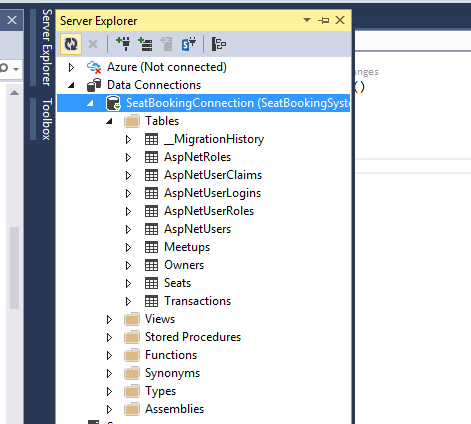 Server Explorer
Server Explorer
Toolbox
Azure (Not connected)
Data Connections
SeatBookingConnection (SeatBookingSyste
Tables
__MigrationHistory
AspNetRoles
AspNetUserClaims
AspNetUserLogins
AspNetUserRoles
AspNetUsers
Meetups
Owners
Seats
Transactions
Views
Stored Procedures
Functions
Synonyms
Types
Assemblies
anges
()